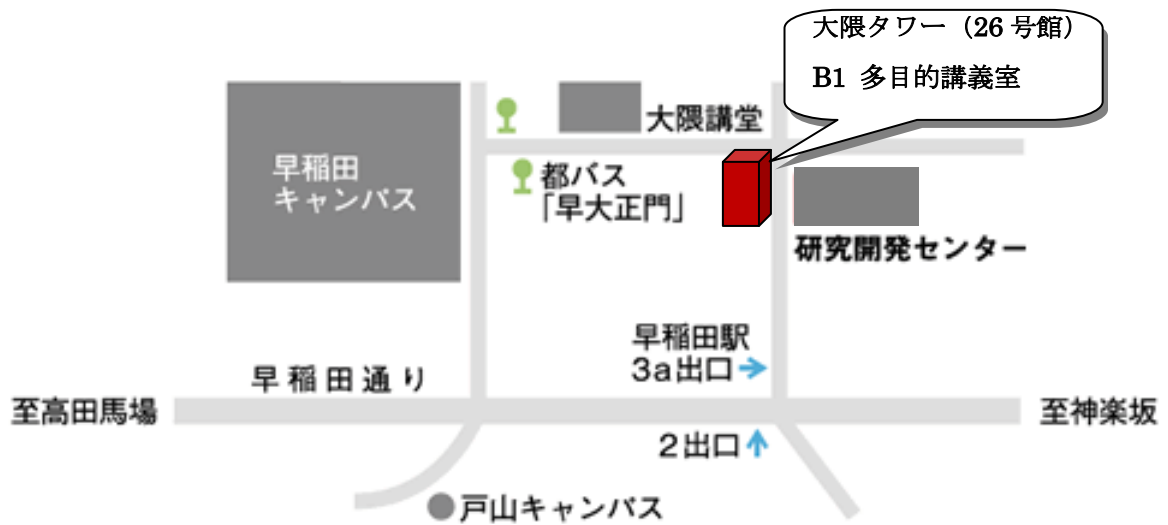 大隈タワー（26 号館）
B1 多目的講義室
大隈講堂
早稲田
キャンパス
都バス
「早大正門」
研究開発センター
早稲田駅
3a出口
早稲田通り
至高田馬場
至神楽坂
2出口
戸山キャンバス